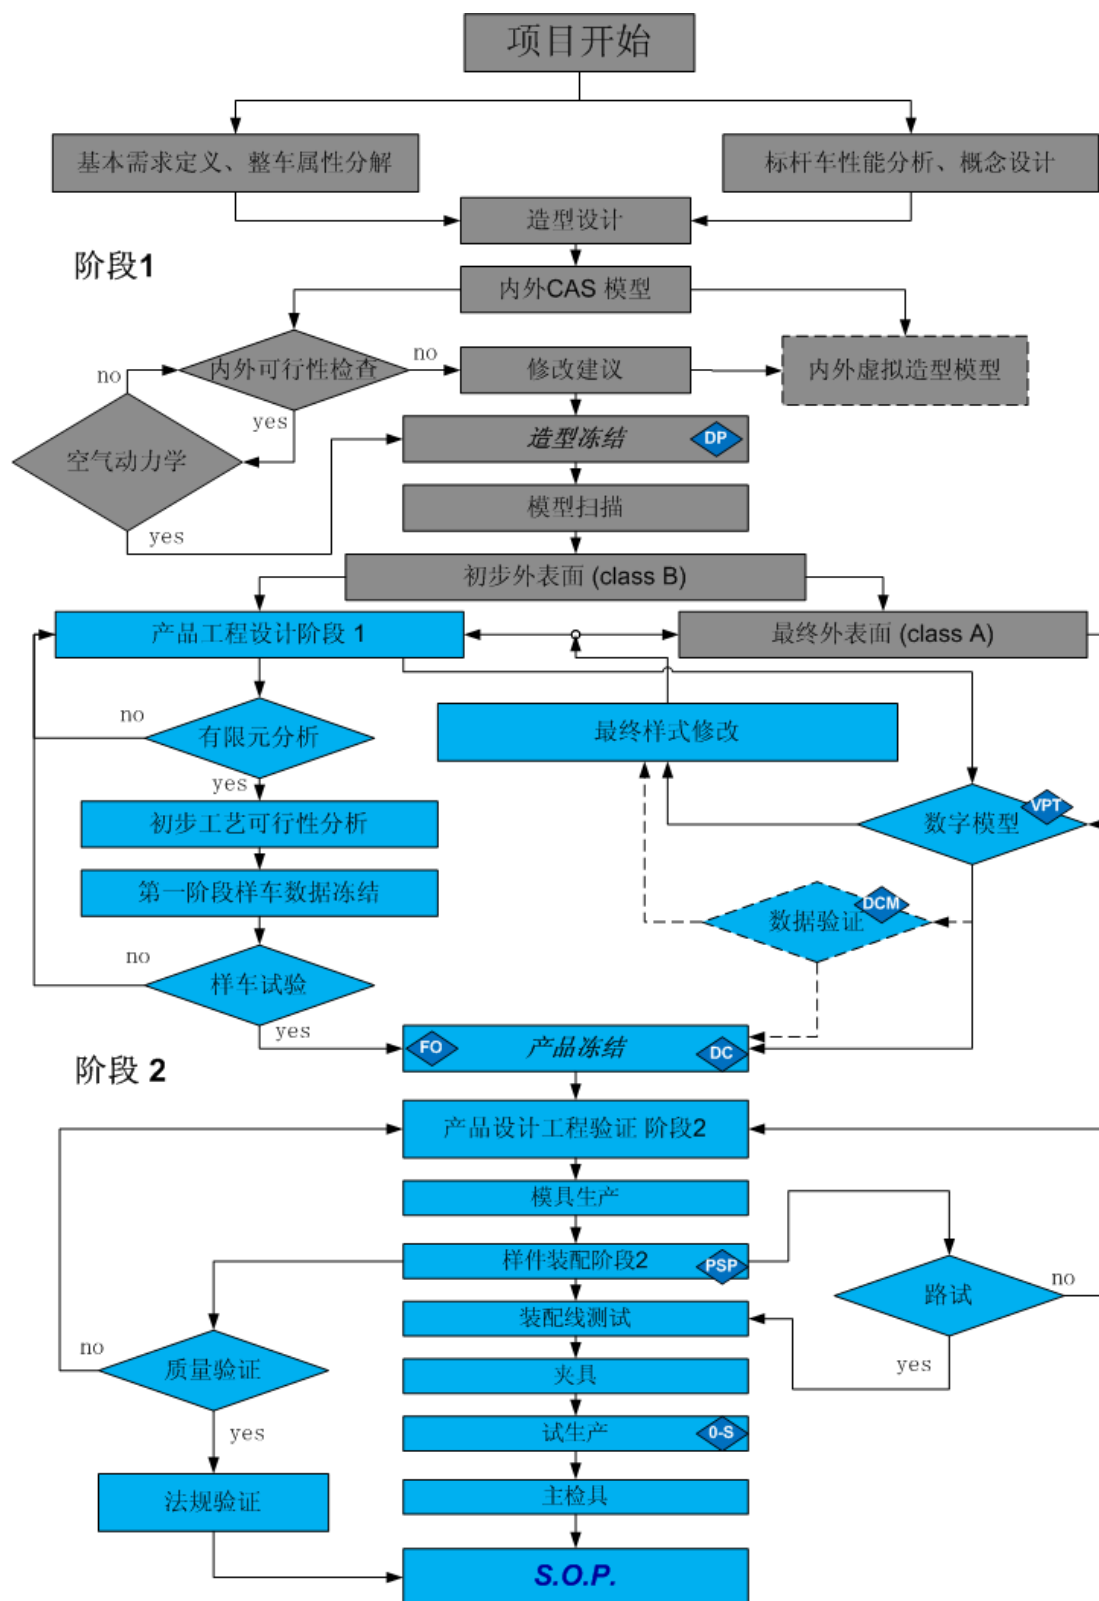 项目开始
基本需求定义、整车属性分解
标杆车性能分析、概念设计
造型设计
阶段1
内外CAS 模型
内外可行性检查
no
修改建议
内外虚拟造型模型
no
yes
造型冻结
DP
空气动力学
模型扫描
yes
初步外表面 (class B)
产品工程设计阶段 1
最终外表面 (class A)
no
有限元分析
最终样式修改
yes
VPT
初步工艺可行性分析
数字模型
第一阶段样车数据冻结
DCM
数据验证
no
样车试验
yes
FO
产品冻结
DC
阶段 2
产品设计工程验证 阶段2
模具生产
样件装配阶段2
PSP
路试
no
装配线测试
no
质量验证
夹具
yes
yes
试生产
0-S
法规验证
主检具
S.O.P.